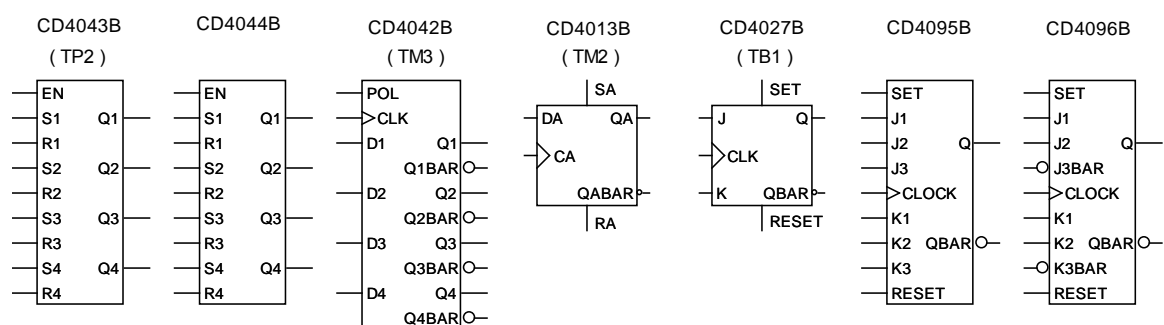 CD4043B
( TP2 )
EN
S1 Q1
R1
S2 Q2
R2
S3 Q3
R3
S4 Q4
R4
CD4044B
EN
S1 Q1
R1
S2 Q2
R2
S3 Q3
R3
S4 Q4
R4
CD4042B
( TM3 )
POL
CLK
D1 Q1
Q1BAR
D2 Q2
Q2BAR
D3 Q3
Q3BAR
D4 Q4
Q4BAR
CD4013B
( TM2 )
SA
DA QA
CA
QABAR
RA
CD4027B
( TB1 )
SET
J Q
CLK
K QBAR
RESET
CD4095B
SET
J1
J2 Q
J3
CLOCK
K1
K2 QBAR
K3
RESET
CD4096B
SET
J1
J2 Q
J3BAR
CLOCK
K1
K2 QBAR
K3BAR
RESET